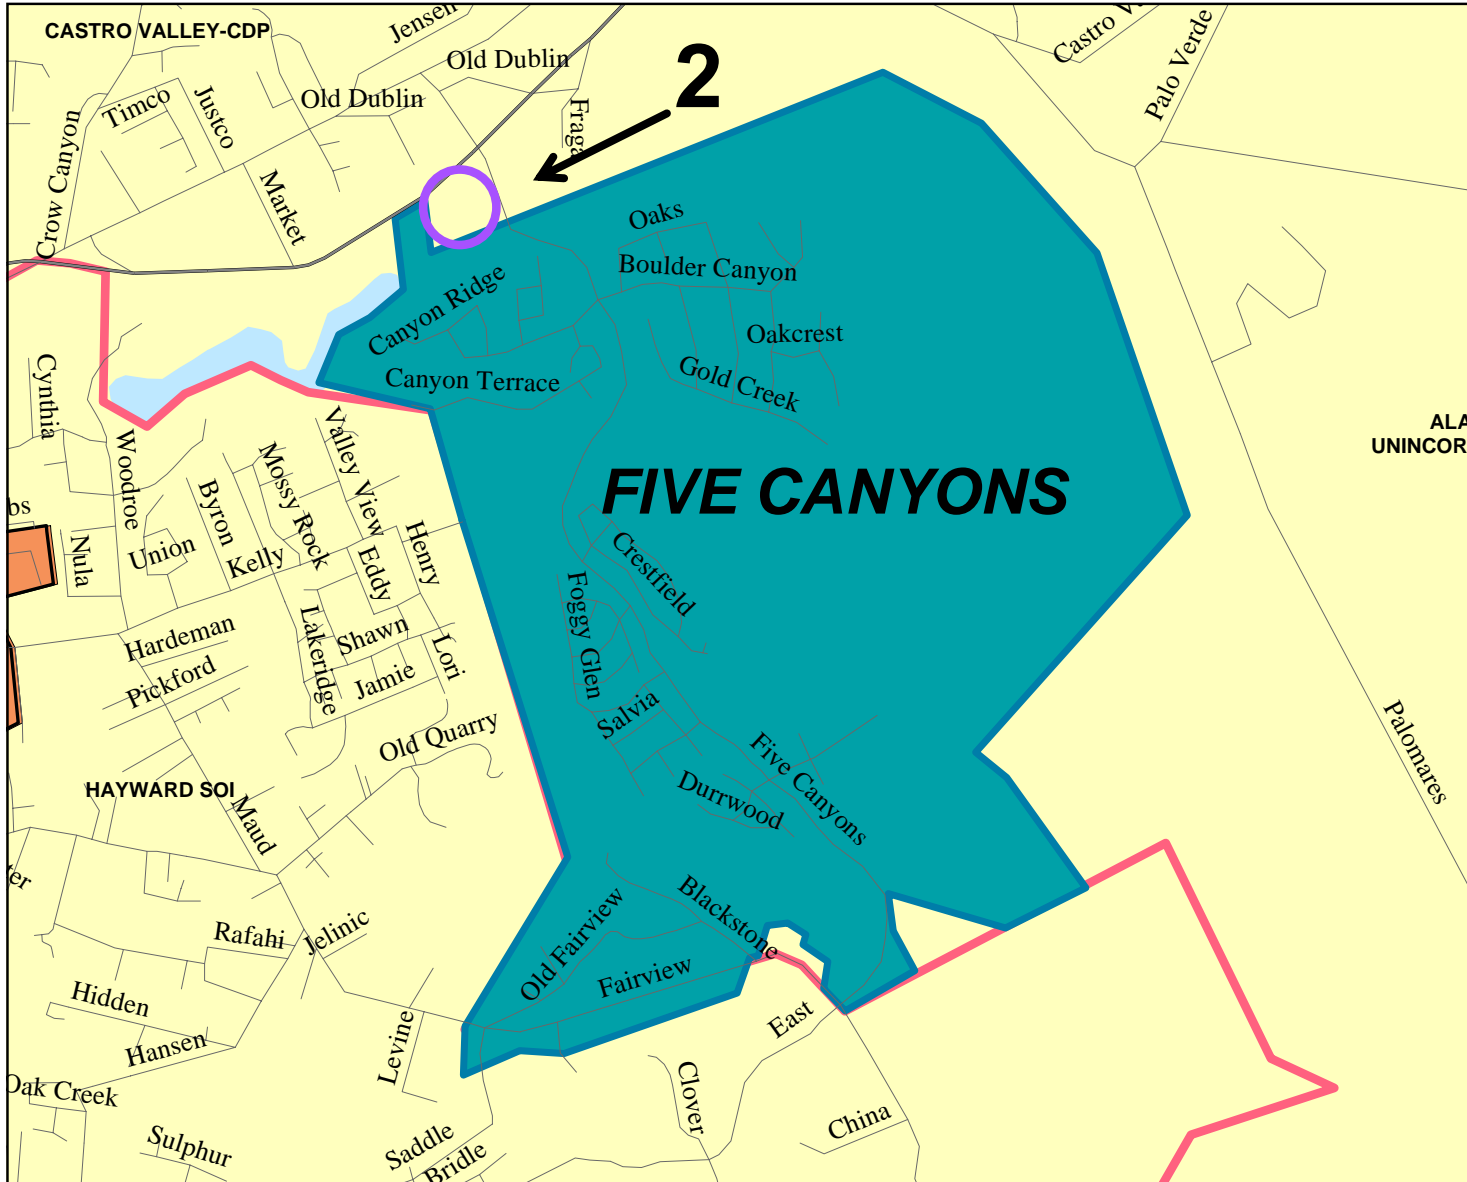 CASTRO VALLEY-CDP
Jensen
Old Dublin
Old Dublin
2
Castro
Palo Verde
Timco
Justco
Fraga
Crow Canyon
Market
Oaks
Boulder Canyon
Canyon Ridge
Oakcrest
Canyon Terrace
Gold Creek
Cynthia
Woodroe
Valley View
Mossy Rock
Byron
FIVE CANYONS
ALA
UNINCOR
bs
Nula
Union
Kelly
Eddy
Henry
Crestfield
Foggy Glen
Hardeman
Lakeridge
Shawn
Lori
Pickford
Jamie
Salvia
Old Quarry
Five Canyons
Palomares
HAYWARD SOI
Maud
Durrwood
ter
Blackstone
Old Fairview
Rafahi
Jelinic
Fairview
Hidden
East
Hansen
Levine
Oak Creek
Clover
China
Sulphur
Saddle
Bridle